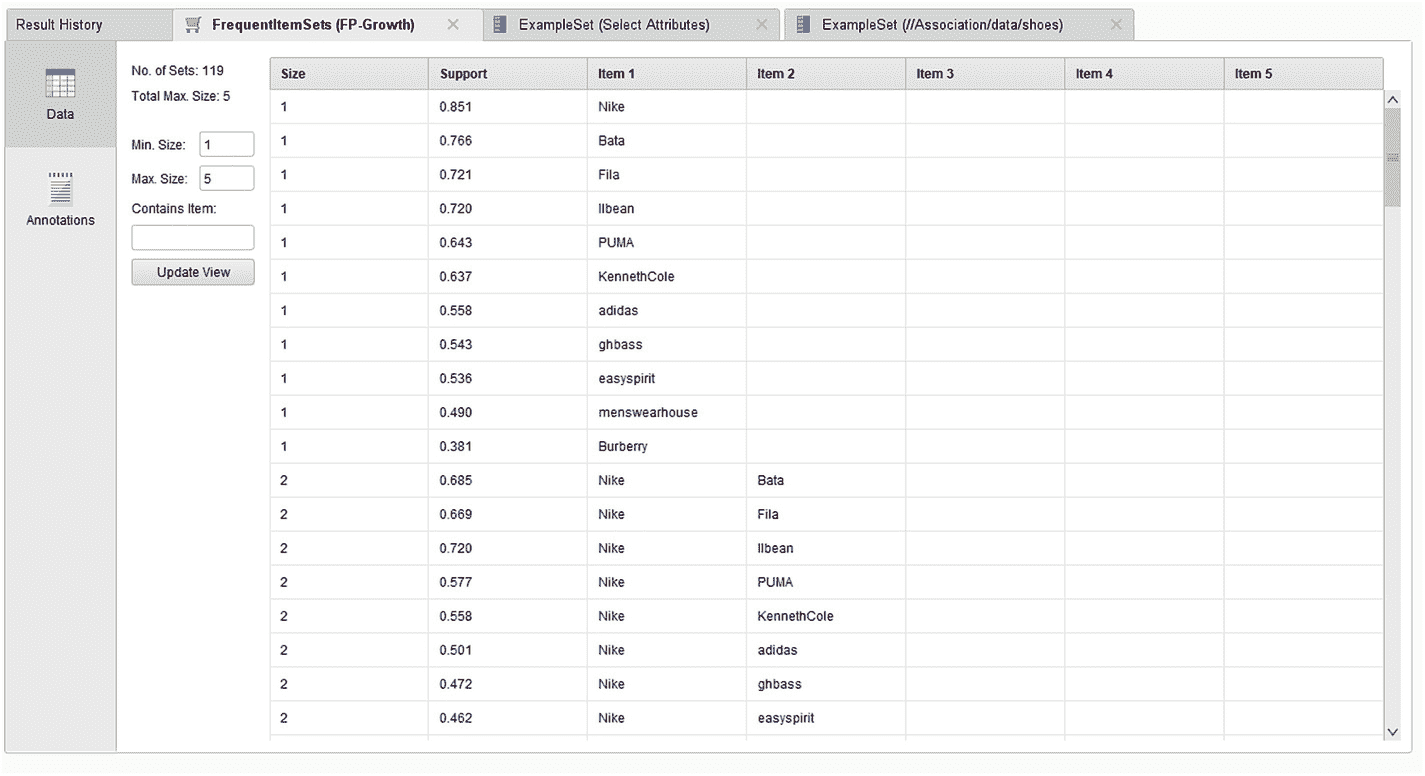 Result History FrequentItemSets (FP-Growth) ExampleSet (Select Attributes) ExampleSet (//Association/data/shoes)
Data
Annotations
No. of Sets: 119
Total Max. Size: 5
Min. Size: 1
Max. Size: 5
Contains Item:
Update View
Size Support Item 1 Item 2 Item 3 Item 4 Item 5
1 0.851 Nike
1 0.766 Bata
1 0.721 Fila
1 0.720 llbean
1 0.643 PUMA
1 0.637 KennethCole
1 0.558 adidas
1 0.543 ghbass
1 0.536 easyspirit
1 0.490 menswearhouse
1 0.381 Burberry
2 0.685 Nike Bata
2 0.669 Nike Fila
2 0.720 Nike llbean
2 0.577 Nike PUMA
2 0.558 Nike KennethCole
2 0.501 Nike adidas
2 0.472 Nike ghbass
2 0.462 Nike easyspirit